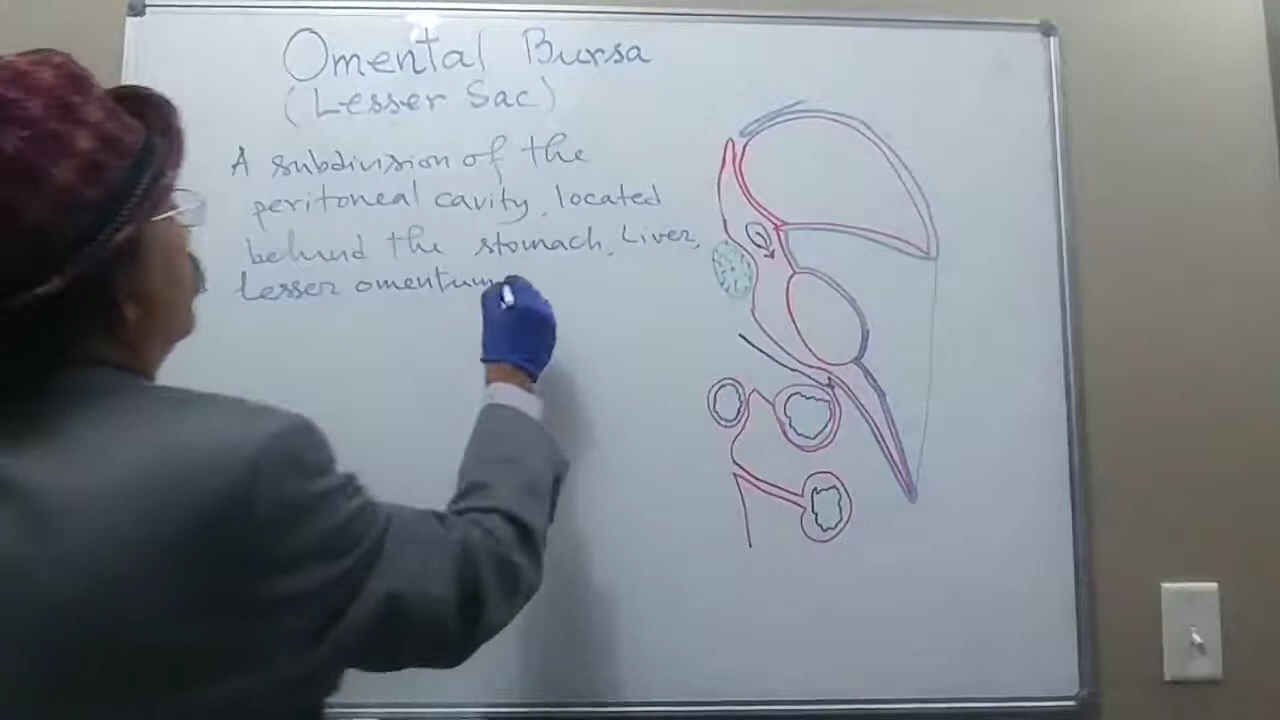 Omental Bursa
(Lesser Sac)
A subdivision of the
peritoneal cavity, located
behind the stomach, Liver,
Lesser omentum